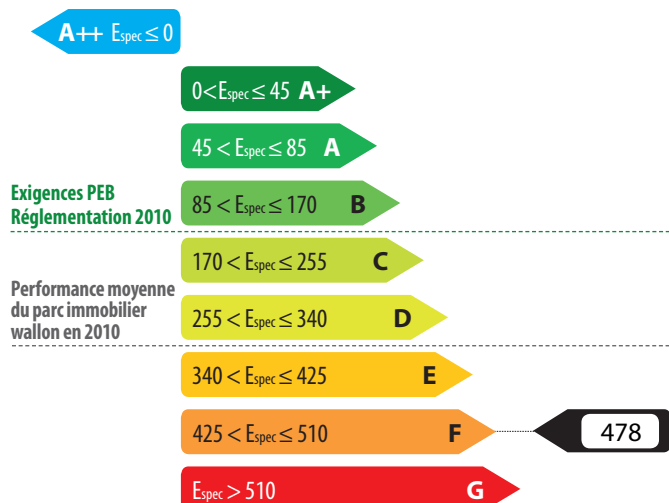 A++ Espec ≤ 0
0<Espec ≤ 45 A+
45 < Espec ≤ 85 A
Exigences PEB
Réglementation 2010
85 < Espec ≤ 170 B
170 < Espec ≤ 255 C
Performance moyenne
du parc immobilier
wallon en 2010
255 < Espec ≤ 340 D
340 < Espec ≤ 425 E
425 < Espec ≤ 510 F
478
Espec > 510 G